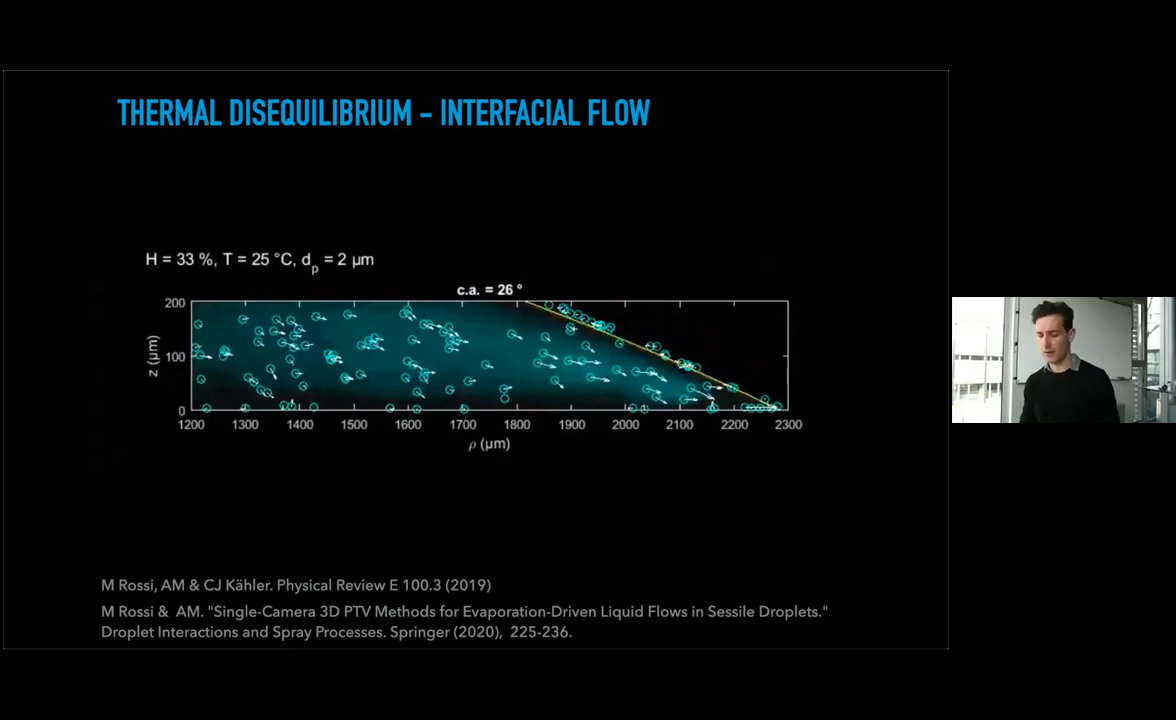 THERMAL DISEQUILIBRIUM - INTERFACIAL FLOW
H = 33 %, T = 25 °C, dp = 2 µm
c.a. = 26 °
200
100
0
z (µm)
1200 1300 1400 1500 1600 1700 1800 1900 2000 2100 2200 2300
ρ (µm)
M Rossi, AM & CJ Kähler. Physical Review E 100.3 (2019)
M Rossi & AM. "Single-Camera 3D PTV Methods for Evaporation-Driven Liquid Flows in Sessile Droplets."
Droplet Interactions and Spray Processes. Springer (2020), 225-236.